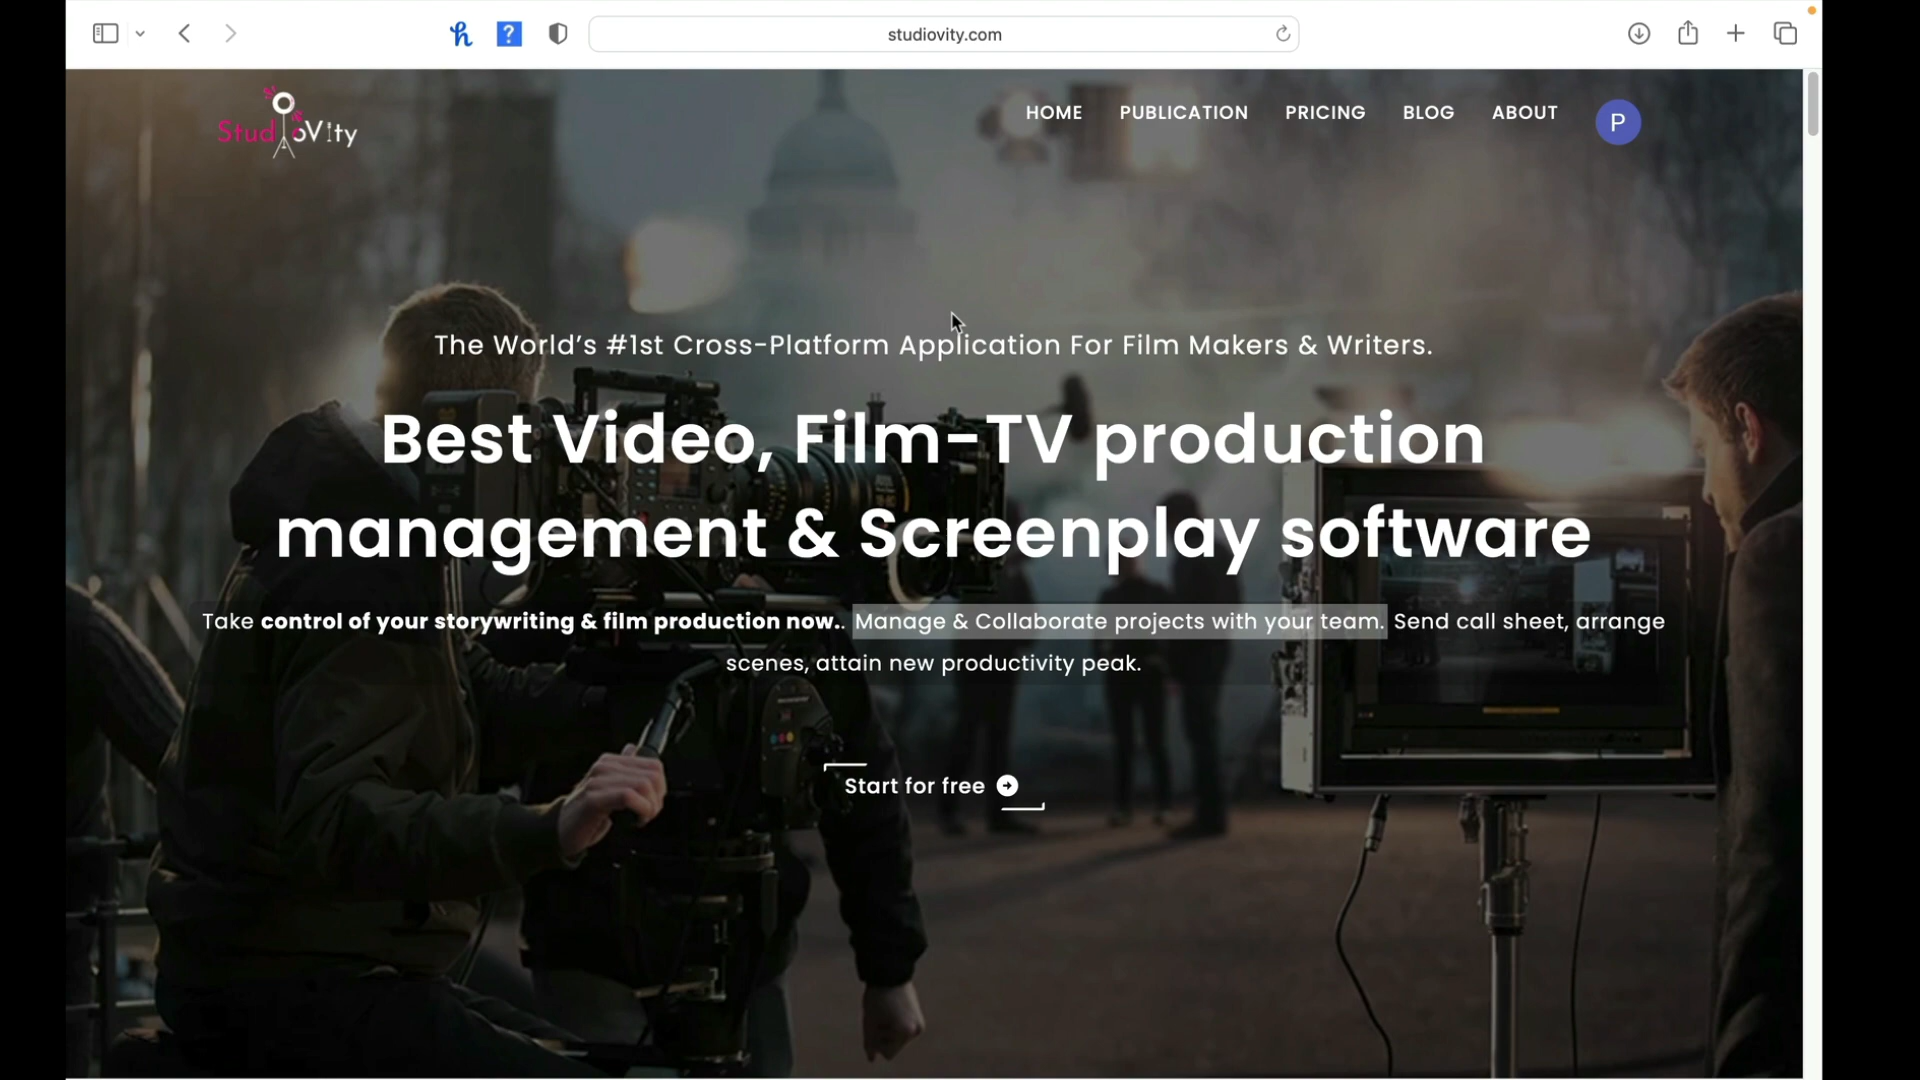 studiovity.com
StudioV!ty
HOME PUBLICATION PRICING BLOG ABOUT P
The World's #1st Cross-Platform Application For Film Makers & Writers.
Best Video, Film-TV production
management & Screenplay software
Take control of your storywriting & film production now.. Manage & Collaborate projects with your team. Send call sheet, arrange
scenes, attain new productivity peak.
Start for free